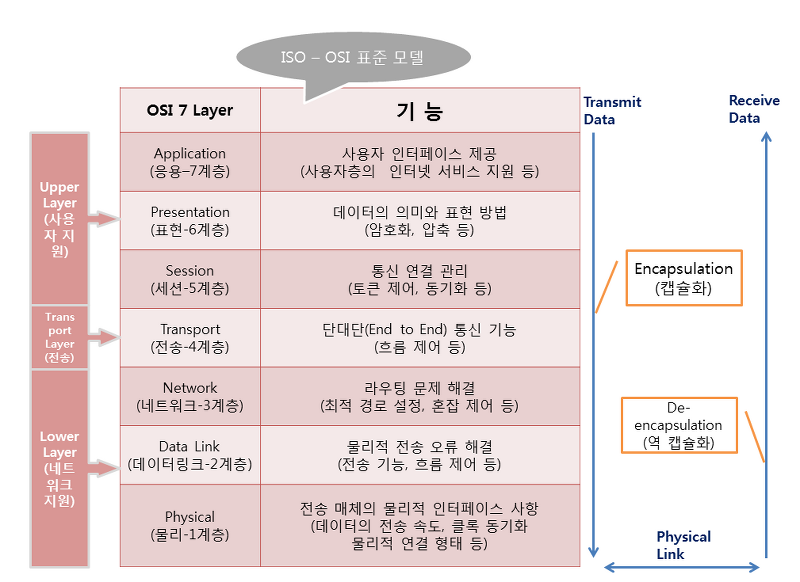 ISO – OSI 표준 모델
OSI 7 Layer
기 능
Transmit
Data
Receive
Data
Upper
Layer
(사용
자 지
원)
Trans
port
Layer
(전송)
Lower
Layer
(네트
워크
지원)
Application
(응용–7계층)
사용자 인터페이스 제공
(사용자층의 인터넷 서비스 지원 등)
Presentation
(표현-6계층)
데이터의 의미와 표현 방법
(암호화, 압축 등)
Session
(세션-5계층)
통신 연결 관리
(토큰 제어, 동기화 등)
Transport
(전송-4계층)
단대단(End to End) 통신 기능
(흐름 제어 등)
Network
(네트워크-3계층)
라우팅 문제 해결
(최적 경로 설정, 혼잡 제어 등)
Data Link
(데이터링크-2계층)
물리적 전송 오류 해결
(전송 기능, 흐름 제어 등)
Physical
(물리-1계층)
전송 매체의 물리적 인터페이스 사항
(데이터의 전송 속도, 클록 동기화
물리적 연결 형태 등)
Encapsulation
(캡슐화)
De-
encapsulation
(역 캡슐화)
Physical
Link